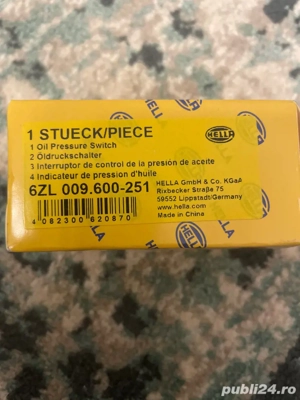 1 STUECK/PIECE
1 Oil Pressure Switch
2 Öldruckschalter
3 Interruptor de control de la presión de aceite
4 Indicateur de pression d'huile
6ZL 009.600-251
4 082300 620870
HELLA
HELLA GmbH & Co. KGaA
Rixbecker Straße 75
59552 Lippstadt/Germany
www.hella.com
Made in China
publi24.ro